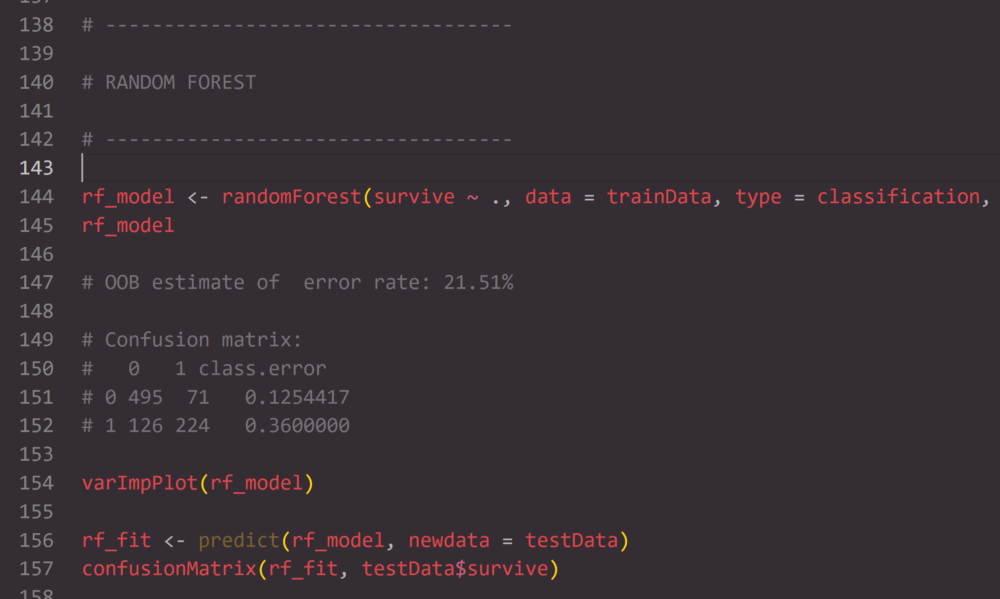 138 # -----------------------------------
139
140 # RANDOM FOREST
141
142 # -----------------------------------
143
144 rf_model <- randomForest(survive ~ ., data = trainData, type = classification,
145 rf_model
146
147 # OOB estimate of  error rate: 21.51%
148
149 # Confusion matrix:
150 #   0   1 class.error
151 # 0 495  71   0.1254417
152 # 1 126 224   0.3600000
153
154 varImpPlot(rf_model)
155
156 rf_fit <- predict(rf_model, newdata = testData)
157 confusionMatrix(rf_fit, testData$survive)
158